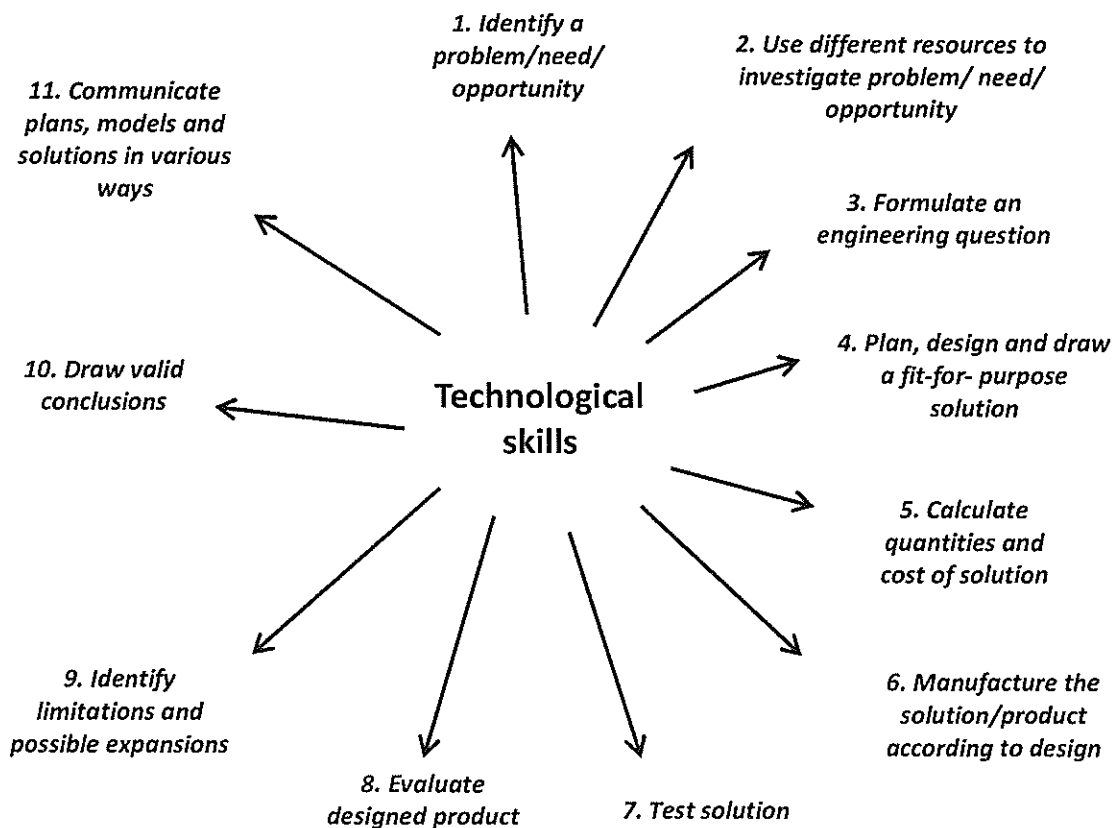 1. Identify a
problem/need/
opportunity
2. Use different resources to
investigate problem/ need/
opportunity
3. Formulate an
engineering question
4. Plan, design and draw
a fit-for- purpose
solution
5. Calculate
quantities and
cost of solution
6. Manufacture the
solution/product
according to design
7. Test solution
8. Evaluate
designed product
9. Identify
limitations and
possible expansions
10. Draw valid
conclusions
11. Communicate
plans, models and
solutions in various
ways
Technological
skills